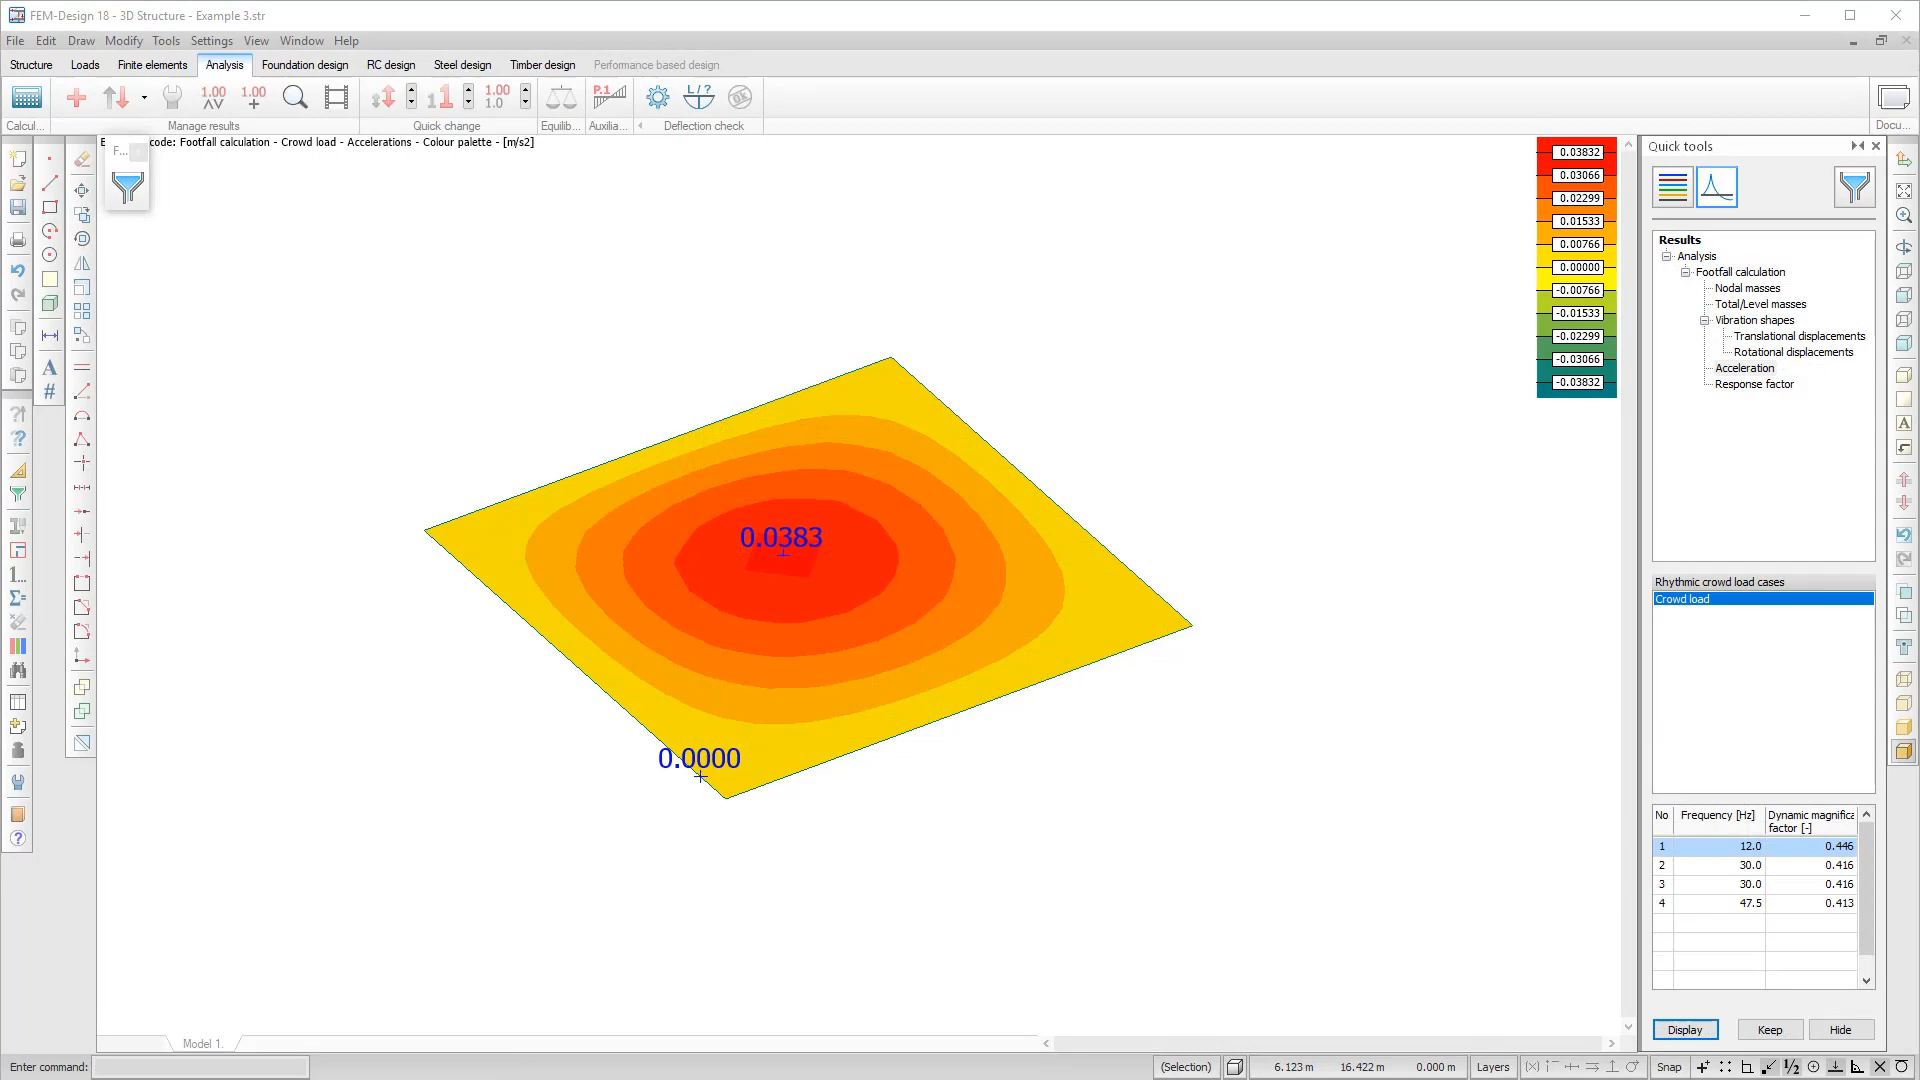 FEM-Design 18 - 3D Structure - Example 3.str
File Edit Draw Modify Tools Settings View Window Help
Structure Loads Finite elements Analysis Foundation design RC design Steel design Timber design Performance based design
1.00 1.00 1.00 1.0 P.1 L/?
Calcul... Manage results Quick change Equilib... Auxilia... Deflection check Docu...
code: Footfall calculation - Crowd load - Accelerations - Colour palette - [m/s2]
F...
0.03832
0.03066
0.02299
0.01533
0.00766
0.00000
-0.00766
-0.01533
-0.02299
-0.03066
-0.03832
0.0383
0.0000
Quick tools
Results
Analysis
Footfall calculation
Nodal masses
Total/Level masses
Vibration shapes
Translational displacements
Rotational displacements
Acceleration
Response factor
Rhythmic crowd load cases
Crowd load
No Frequency [Hz] Dynamic magnifica factor [-]
1 12.0 0.446
2 30.0 0.416
3 30.0 0.416
4 47.5 0.413
Display Keep Hide
Model 1.
Enter command: (Selection) 6.123 m 16.422 m 0.000 m Layers Snap 1/2